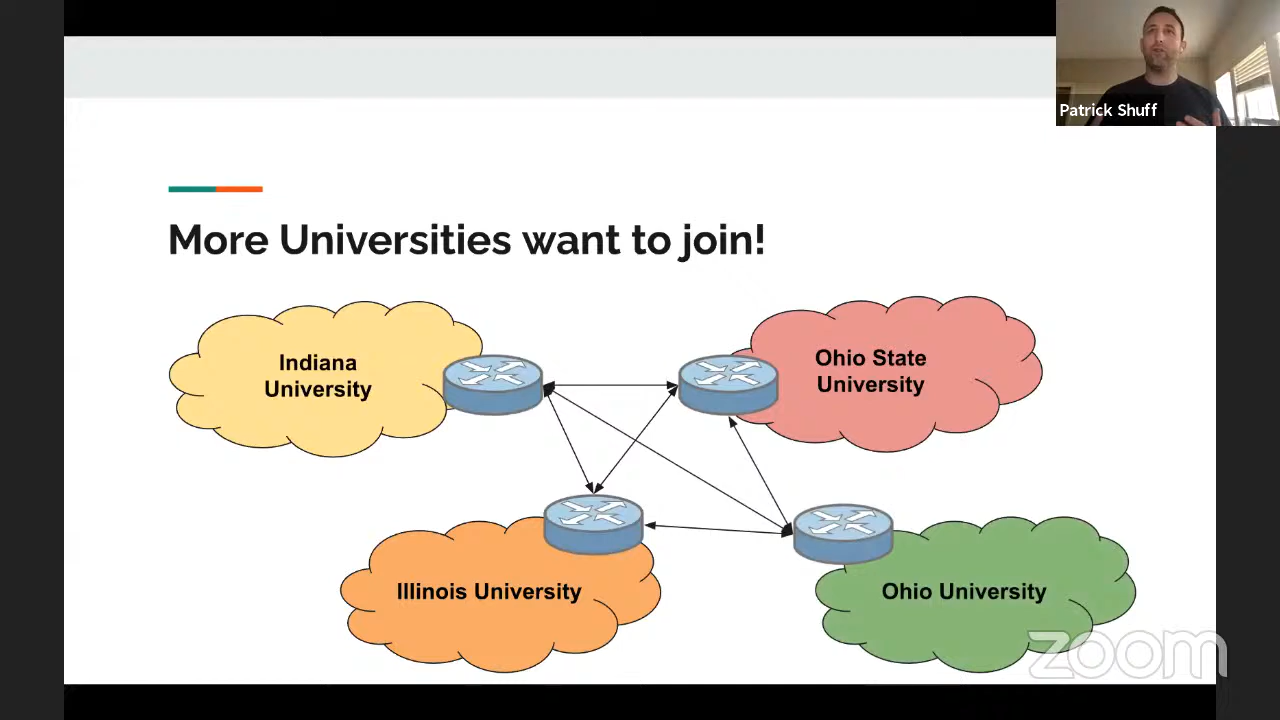 Patrick Shuff
More Universities want to join!
Indiana
University
Ohio State
University
Illinois University
Ohio University
zoom